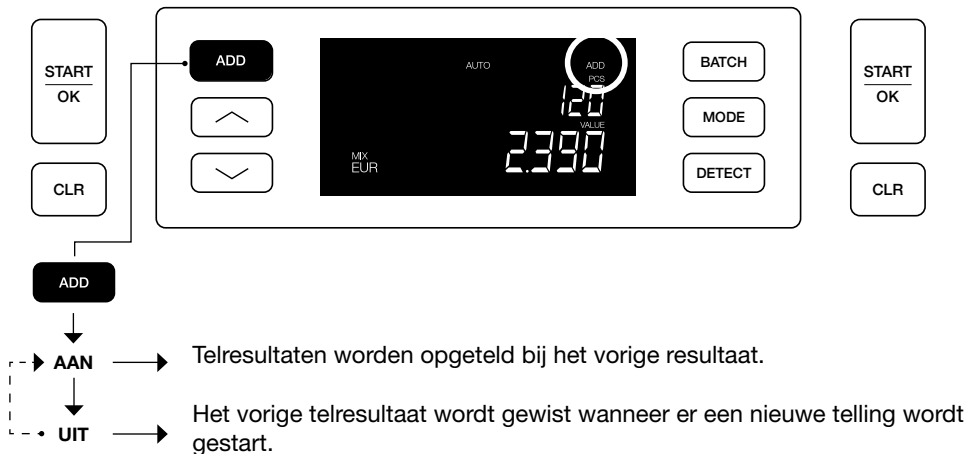 START
OK
CLR
ADD
AUTO
ADD
PCS
120
VALUE
2.390
MIX
EUR
BATCH
MODE
DETECT
START
OK
CLR
ADD
AAN
Telresultaten worden opgeteld bij het vorige resultaat.
UIT
Het vorige telresultaat wordt gewist wanneer er een nieuwe telling wordt
gestart.